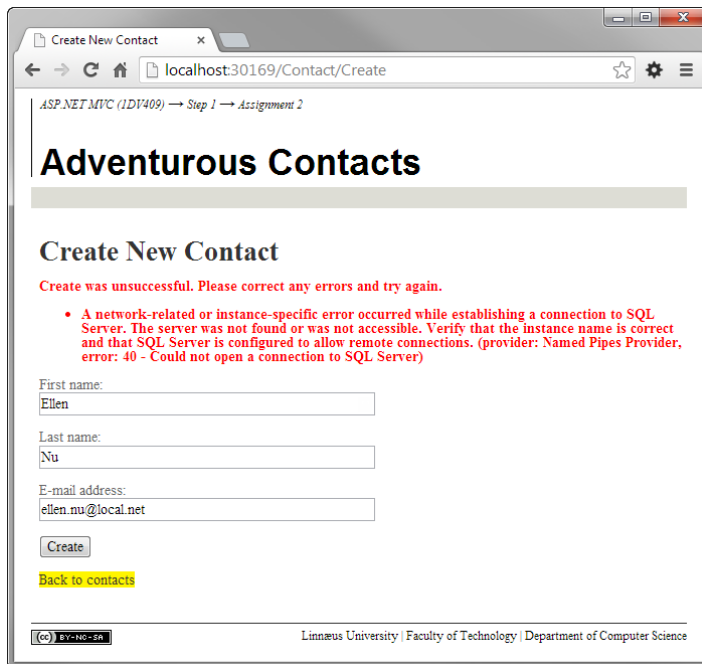 Create New Contact
localhost:30169/Contact/Create
ASP.NET MVC (1DV409) → Step 1 → Assignment 2
Adventurous Contacts
Create New Contact
Create was unsuccessful. Please correct any errors and try again.
• A network-related or instance-specific error occurred while establishing a connection to SQL
Server. The server was not found or was not accessible. Verify that the instance name is correct
and that SQL Server is configured to allow remote connections. (provider: Named Pipes Provider,
error: 40 - Could not open a connection to SQL Server)
First name:
Ellen
Last name:
Nu
E-mail address:
ellen.nu@local.net
Create
Back to contacts
(cc) BY-NC-SA
Linnæus University | Faculty of Technology | Department of Computer Science